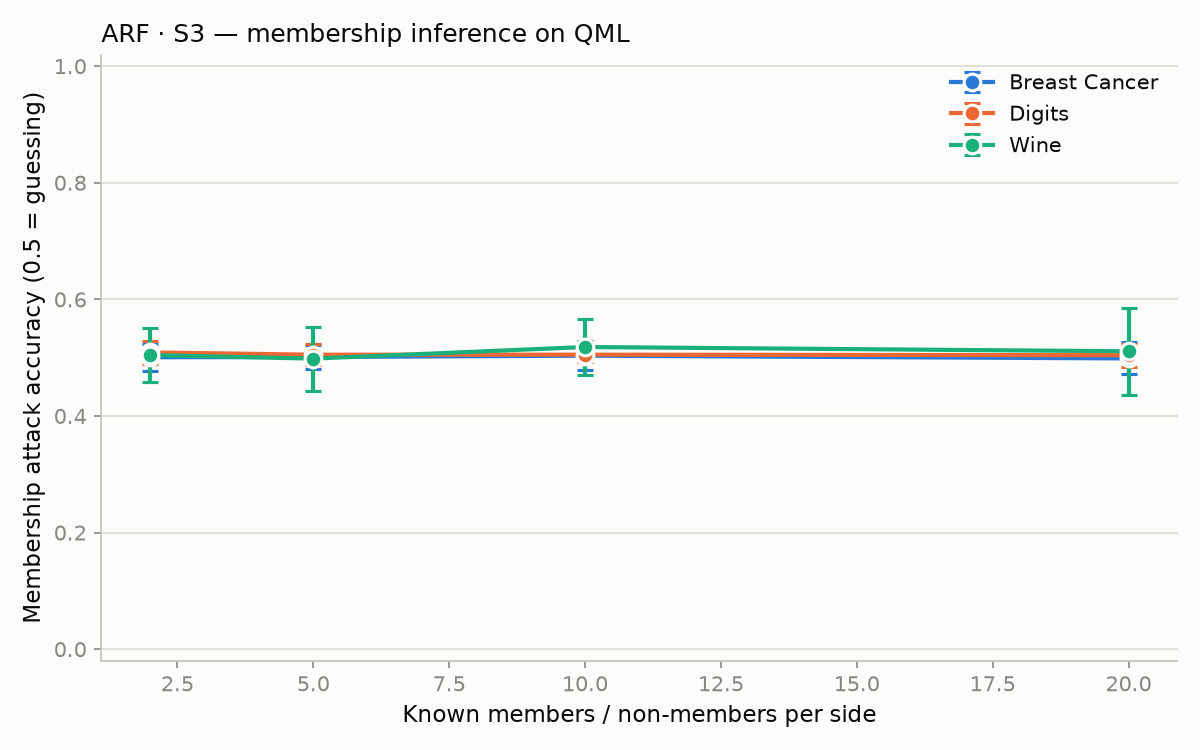 ARF · S3 — membership inference on QML
Membership attack accuracy (0.5 = guessing)
1.0
0.8
0.6
0.4
0.2
0.0
Breast Cancer
Digits
Wine
2.5 5.0 7.5 10.0 12.5 15.0 17.5 20.0
Known members / non-members per side